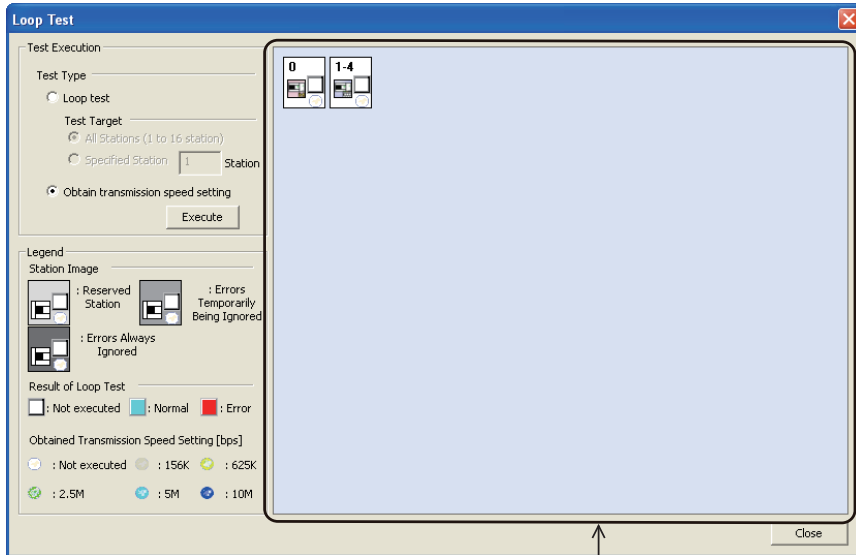 Loop Test
Test Execution
Test Type
Loop test
Test Target
All Stations (1 to 16 station)
Specified Station 1 Station
Obtain transmission speed setting
Execute
Legend
Station Image
: Reserved
Station
: Errors
Temporarily
Being Ignored
: Errors Always
Ignored
Result of Loop Test
: Not executed : Normal : Error
Obtained Transmission Speed Setting [bps]
: Not executed : 156K : 625K
: 2.5M : 5M : 10M
0 1-4
Close